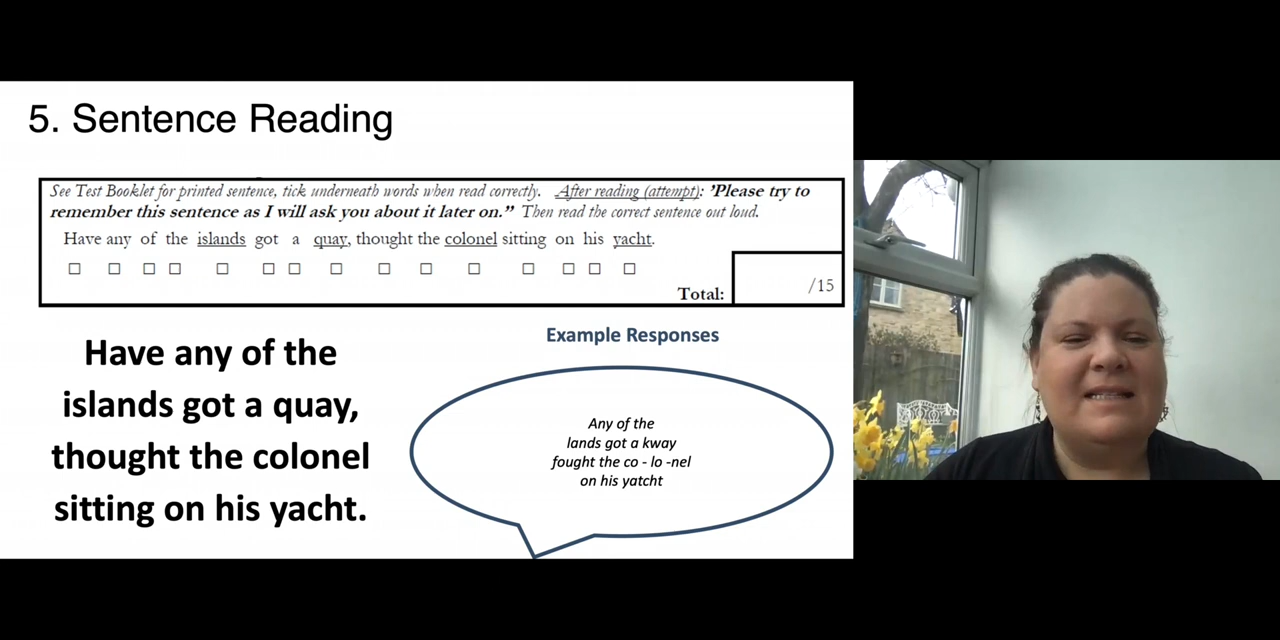 5. Sentence Reading
See Test Booklet for printed sentence, tick underneath words when read correctly. After reading (attempt): 'Please try to
remember this sentence as I will ask you about it later on.” Then read the correct sentence out loud.
Have any of the islands got a quay, thought the colonel sitting on his yacht.
Total: /15
Example Responses
Have any of the
islands got a quay,
thought the colonel
sitting on his yacht.
Any of the
lands got a kway
fought the co - lo -nel
on his yatcht